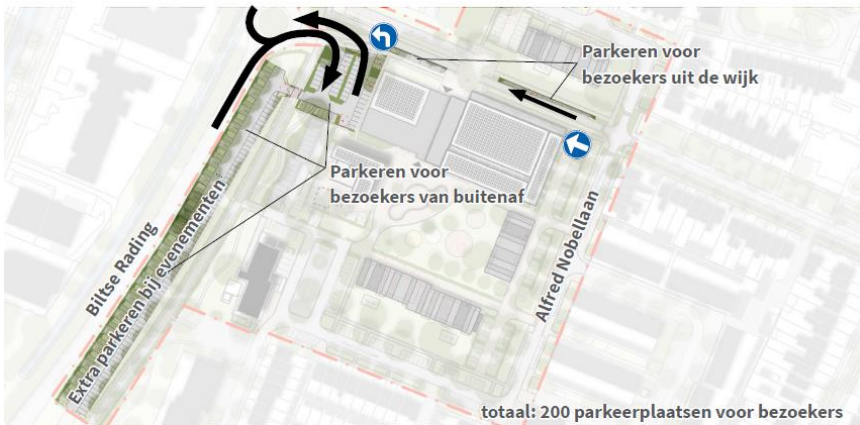 Parkeren voor
bezoekers uit de wijk
Parkeren voor
bezoekers van buitenaf
Biltse Rading
Extra parkeren bij evenementen
Alfred Nobellaan
totaal: 200 parkeerplaatsen voor bezoekers